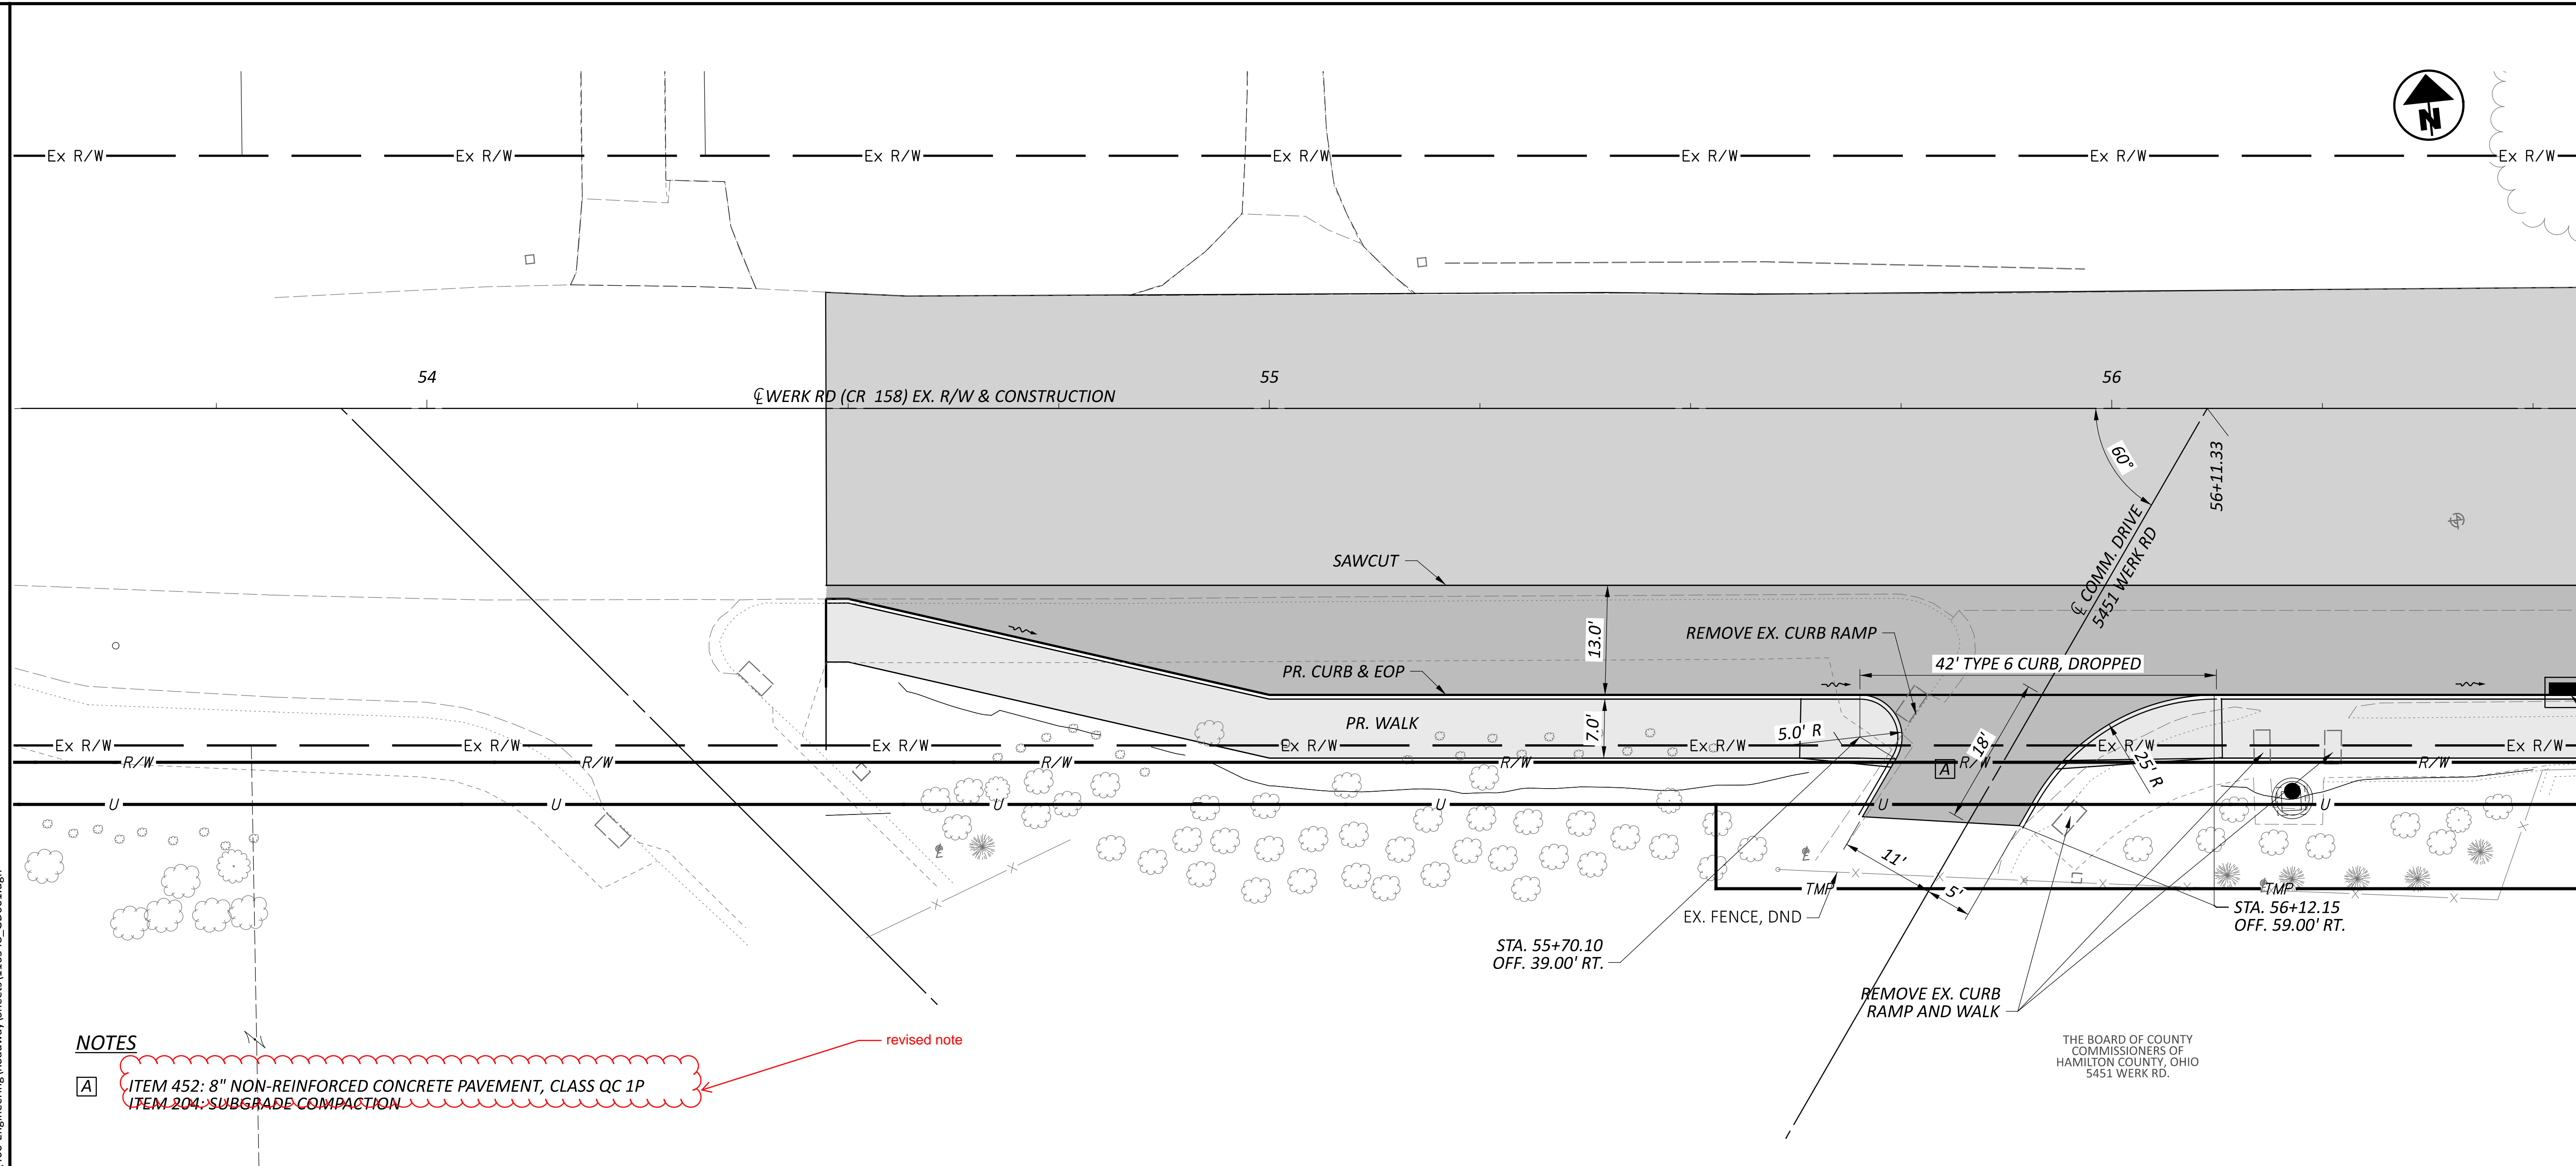 N
Ex R/W Ex R/W Ex R/W Ex R/W Ex R/W Ex R/W Ex R/W
54 55 56
℄ WERK RD (CR 158) EX. R/W & CONSTRUCTION
60°
56+11.33
℄ COMM. DRIVE
5451 WERK RD
SAWCUT
13.0'
REMOVE EX. CURB RAMP
42' TYPE 6 CURB, DROPPED
PR. CURB & EOP
PR. WALK
7.0'
5.0' R
18'
25' R
Ex R/W Ex R/W Ex R/W Ex R/W Ex R/W Ex R/W Ex R/W
R/W R/W R/W R/W R/W R/W
A
U U U U U U
11'
5'
TMP TMP
EX. FENCE, DND
STA. 56+12.15
OFF. 59.00' RT.
STA. 55+70.10
OFF. 39.00' RT.
REMOVE EX. CURB
RAMP AND WALK
THE BOARD OF COUNTY
COMMISSIONERS OF
HAMILTON COUNTY, OHIO
5451 WERK RD.
NOTES
revised note
A ITEM 452: 8" NON-REINFORCED CONCRETE PAVEMENT, CLASS QC 1P
ITEM 204: SUBGRADE COMPACTION